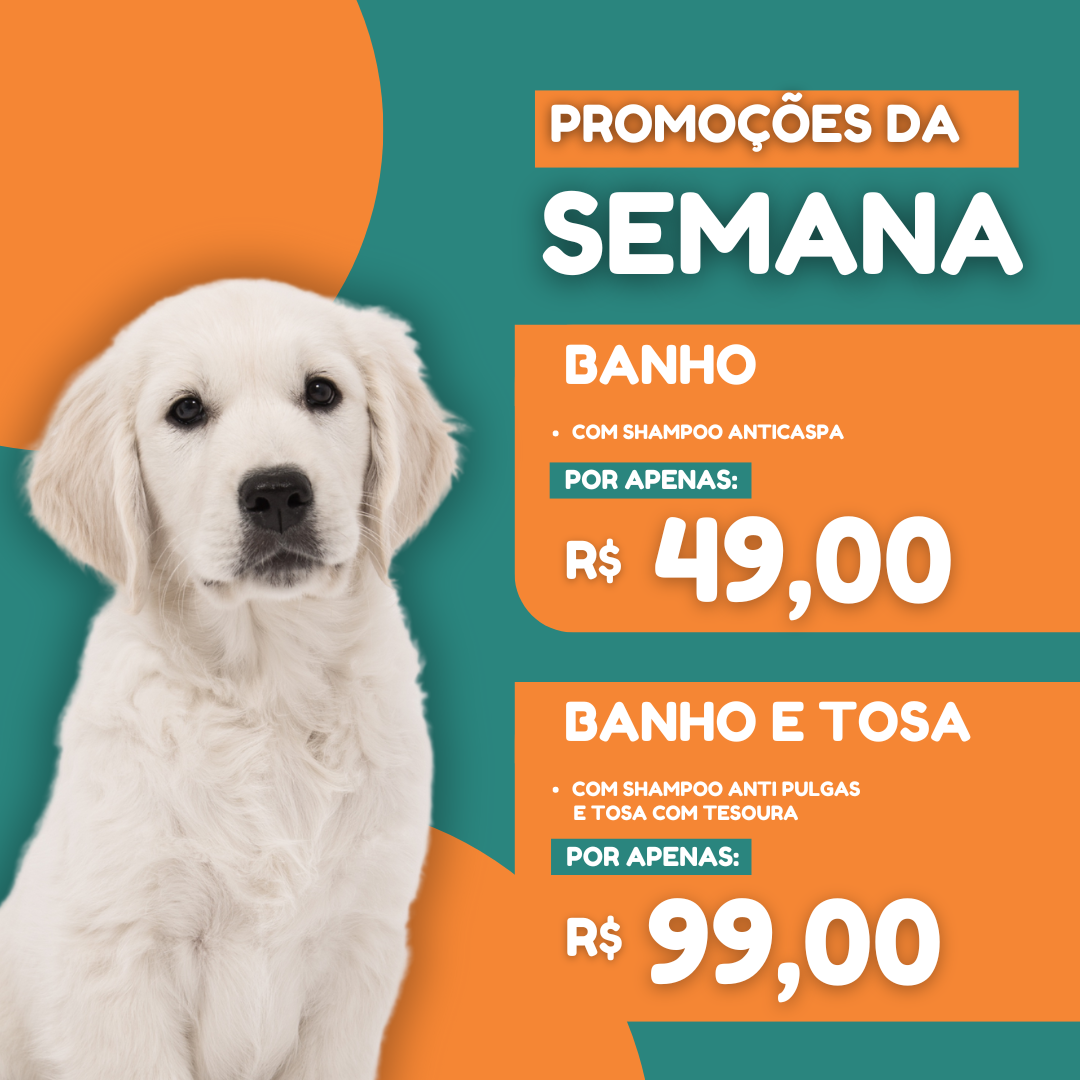 PROMOÇÕES DA
SEMANA
BANHO
• COM SHAMPOO ANTICASPA
POR APENAS:
R$ 49,00
BANHO E TOSA
• COM SHAMPOO ANTI PULGAS
E TOSA COM TESOURA
POR APENAS:
R$ 99,00